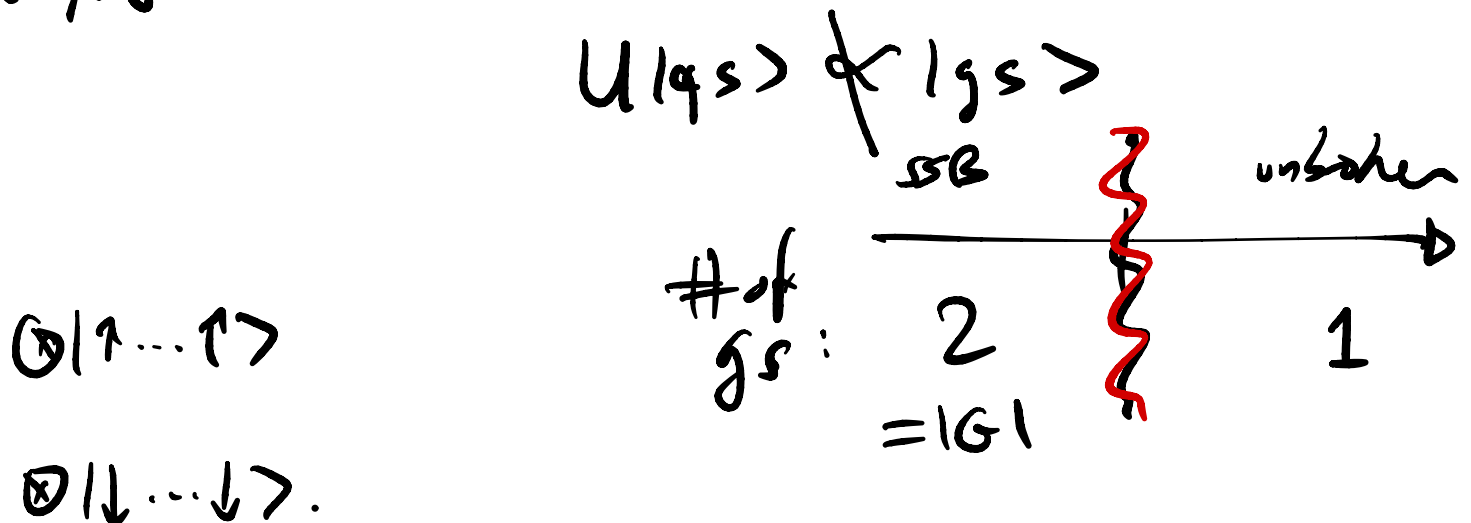 U|gs> ∝̸ |gs>
SSB unbroken
# of gs: 2 1
= |G|
⊗|↑...↑>
⊗|↓...↓>.